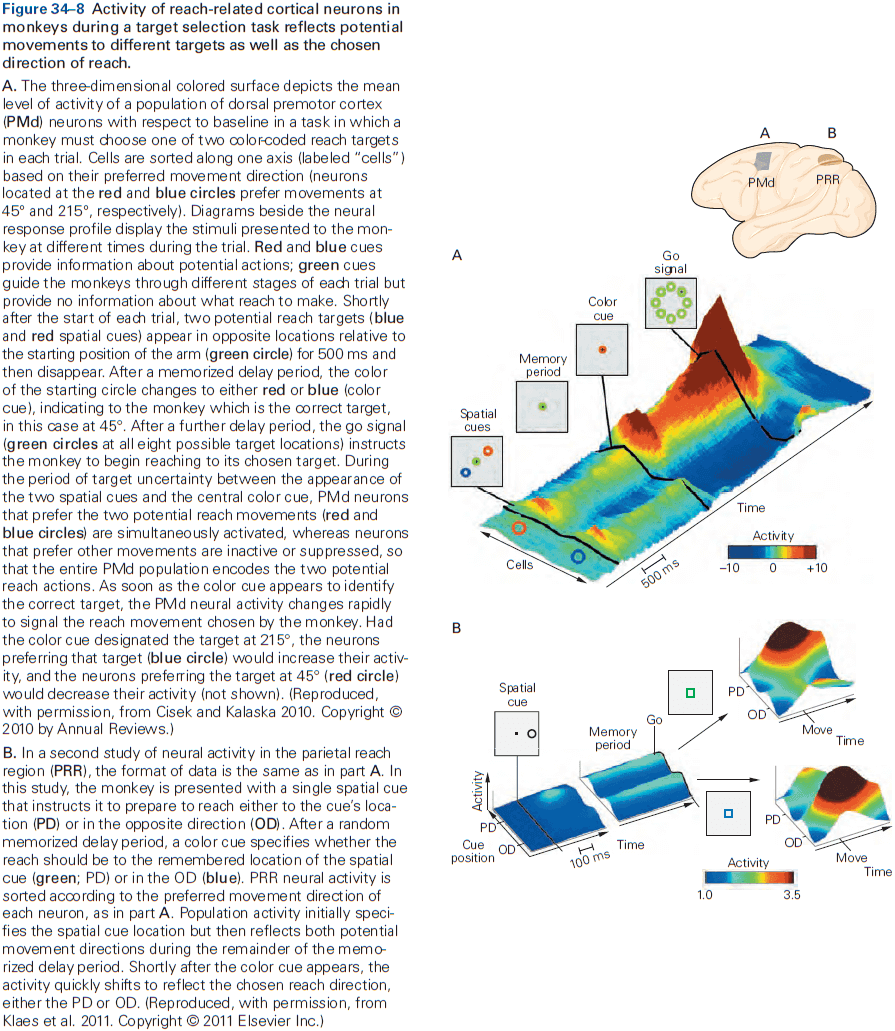 Figure 34–8 Activity of reach-related cortical neurons in
monkeys during a target selection task reflects potential
movements to different targets as well as the chosen
direction of reach.
A. The three-dimensional colored surface depicts the mean
level of activity of a population of dorsal premotor cortex
(PMd) neurons with respect to baseline in a task in which a
monkey must choose one of two color-coded reach targets
in each trial. Cells are sorted along one axis (labeled “cells”)
based on their preferred movement direction (neurons
located at the red and blue circles prefer movements at
45° and 215°, respectively). Diagrams beside the neural
response profile display the stimuli presented to the mon-
key at different times during the trial. Red and blue cues
provide information about potential actions; green cues
guide the monkeys through different stages of each trial but
provide no information about what reach to make. Shortly
after the start of each trial, two potential reach targets (blue
and red spatial cues) appear in opposite locations relative to
the starting position of the arm (green circle) for 500 ms and
then disappear. After a memorized delay period, the color
of the starting circle changes to either red or blue (color
cue), indicating to the monkey which is the correct target,
in this case at 45°. After a further delay period, the go signal
(green circles at all eight possible target locations) instructs
the monkey to begin reaching to its chosen target. During
the period of target uncertainty between the appearance of
the two spatial cues and the central color cue, PMd neurons
that prefer the two potential reach movements (red and
blue circles) are simultaneously activated, whereas neurons
that prefer other movements are inactive or suppressed, so
that the entire PMd population encodes the two potential
reach actions. As soon as the color cue appears to identify
the correct target, the PMd neural activity changes rapidly
to signal the reach movement chosen by the monkey. Had
the color cue designated the target at 215°, the neurons
preferring that target (blue circle) would increase their activ-
ity, and the neurons preferring the target at 45° (red circle)
would decrease their activity (not shown). (Reproduced,
with permission, from Cisek and Kalaska 2010. Copyright ©
2010 by Annual Reviews.)
B. In a second study of neural activity in the parietal reach
region (PRR), the format of data is the same as in part A. In
this study, the monkey is presented with a single spatial cue
that instructs it to prepare to reach either to the cue’s loca-
tion (PD) or in the opposite direction (OD). After a random
memorized delay period, a color cue specifies whether the
reach should be to the remembered location of the spatial
cue (green; PD) or in the OD (blue). PRR neural activity is
sorted according to the preferred movement direction of
each neuron, as in part A. Population activity initially speci-
fies the spatial cue location but then reflects both potential
movement directions during the remainder of the memo-
rized delay period. Shortly after the color cue appears, the
activity quickly shifts to reflect the chosen reach direction,
either the PD or OD. (Reproduced, with permission, from
Klaes et al. 2011. Copyright © 2011 Elsevier Inc.)
A B
PMd PRR
A
Go
signal
Color
cue
Memory
period
Spatial
cues
Time
Activity
–10 0 +10
Cells
500 ms
B
Spatial
cue
Memory
period
Go
Activity
PD
OD
Cue
position
100 ms
Time
PD
OD
Move
Time
PD
OD
Move
Time
Activity
1.0 3.5